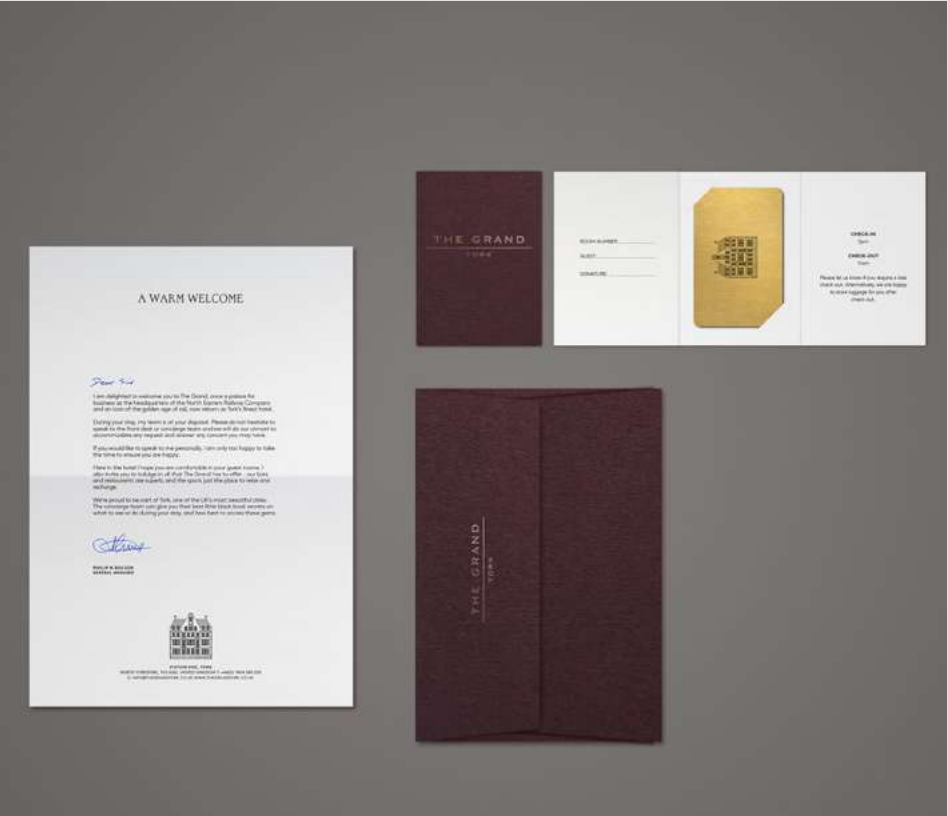 A WARM WELCOME
Dear Sir
I am delighted to welcome you to The Grand, once a palace for
business as the headquarters of the North Eastern Railway Company
and an icon of the golden age of rail, now reborn as York's finest hotel.
During your stay, my team is at your disposal. Please do not hesitate to
speak to the front desk or concierge team and we will do our utmost to
accommodate any request and answer any concern you may have.
If you would like to speak to me personally, I am only too happy to take
the time to ensure you are happy.
Here in the hotel I hope you are comfortable in your guest rooms. I
also invite you to indulge in all that The Grand has to offer - our bars
and restaurants are superb, and the spa is just the place to relax and
recharge.
We're proud to be part of York, one of the UK's most beautiful cities.
The concierge team can give you their best little black book secrets on
what to see or do during your stay, and how best to access these gems.
PHILIP N BOLSON
GENERAL MANAGER
STATION RISE, YORK
NORTH YORKSHIRE, UNITED KINGDOM
THE GRAND
YORK
ROOM NUMBER
GUEST
SIGNATURE
CHECK-IN
3pm
CHECK-OUT
11am
Please let us know if you require a late
check out. Alternatively, we are happy
to store luggage for you after
check out.
THE GRAND
YORK